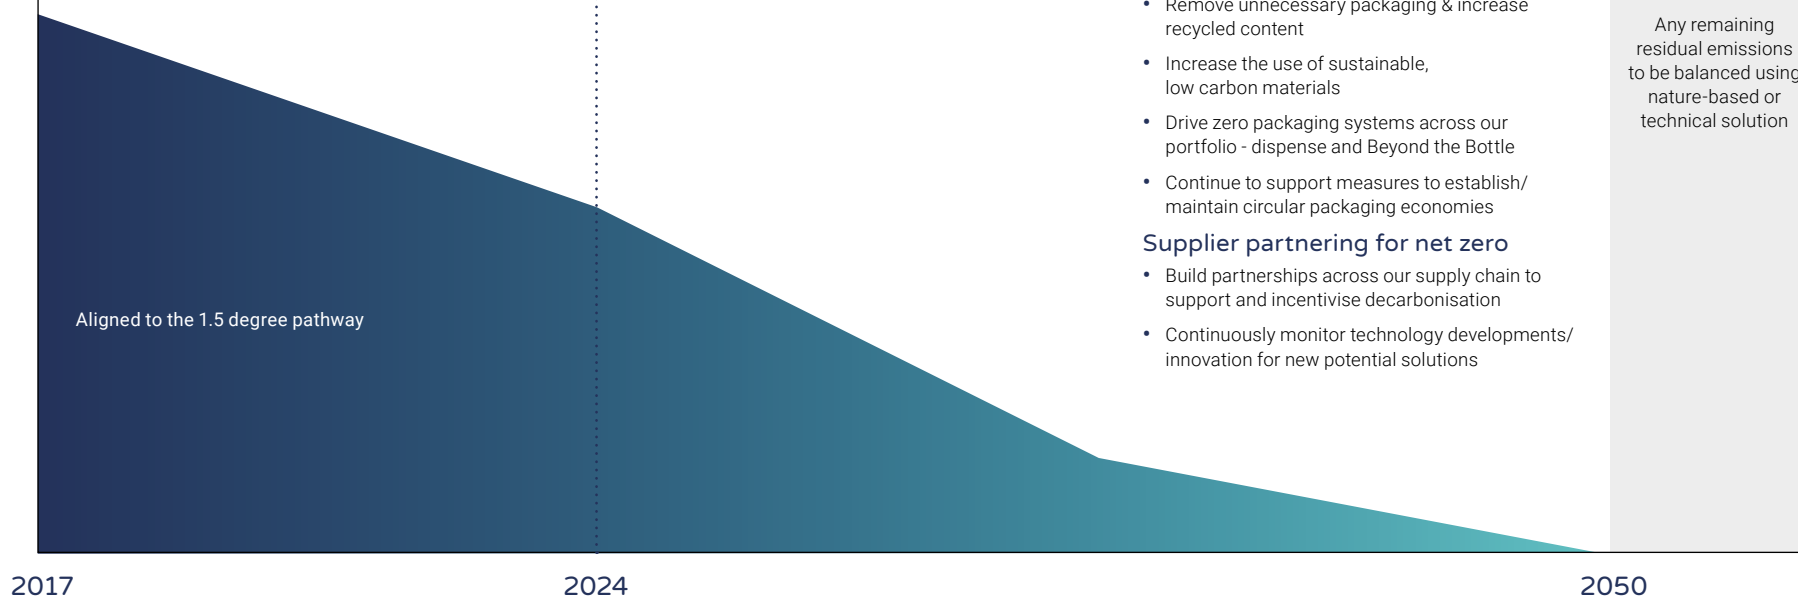 • Remove unnecessary packaging & increase
recycled content
• Increase the use of sustainable,
low carbon materials
• Drive zero packaging systems across our
portfolio - dispense and Beyond the Bottle
• Continue to support measures to establish/
maintain circular packaging economies
Supplier partnering for net zero
• Build partnerships across our supply chain to
support and incentivise decarbonisation
• Continuously monitor technology developments/
innovation for new potential solutions
Any remaining
residual emissions
to be balanced using
nature-based or
technical solution
Aligned to the 1.5 degree pathway
2017
2024
2050